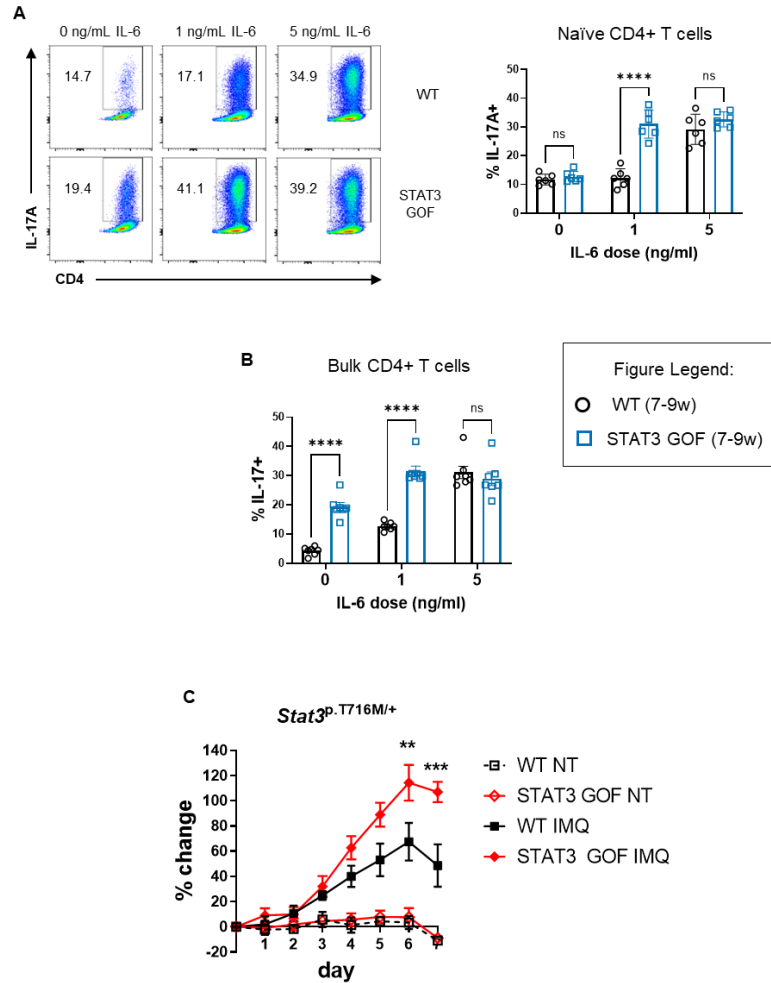 A
0 ng/mL IL-6
1 ng/mL IL-6
5 ng/mL IL-6
14.7
17.1
34.9
WT
19.4
41.1
39.2
STAT3
GOF
IL-17A
CD4
Naïve CD4+ T cells
% IL-17A+
50
40
30
20
10
0
ns
****
ns
0
1
5
IL-6 dose (ng/ml)
B
Bulk CD4+ T cells
% IL-17+
50
40
30
20
10
0
****
****
ns
0
1
5
IL-6 dose (ng/ml)
Figure Legend:
WT (7-9w)
STAT3 GOF (7-9w)
C
Stat3p.T716M/+
% change
140
120
100
80
60
40
20
0
-20
**
***
1
2
3
4
5
6
7
day
WT NT
STAT3 GOF NT
WT IMQ
STAT3 GOF IMQ